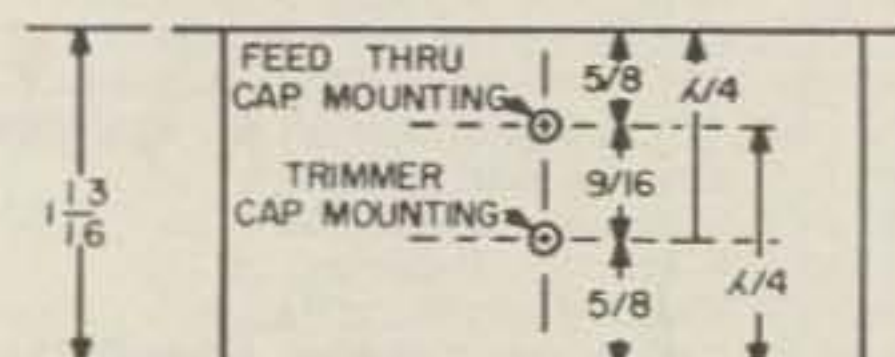 FEED THRU
CAP MOUNTING
5/8
λ/4
1 13/16
TRIMMER
CAP MOUNTING
9/16
λ/4
5/8